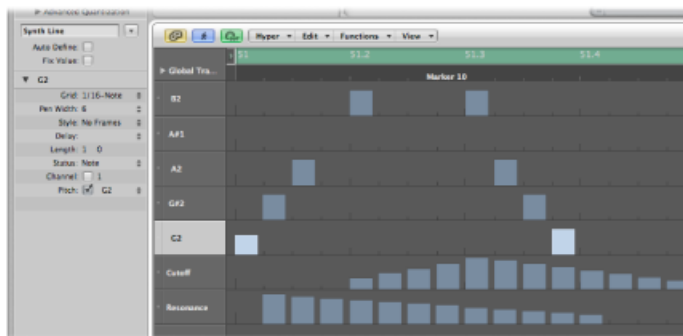 Advanced Quantization
Synth Line
Auto Define:
Fix Value:
G2
Grid: 1/16-Note
Pen Width: 6
Style: No Frames
Delay:
Length: 1 0
Status: Note
Channel: 1
Pitch: G2
Hyper Edit Functions View
51 51.2 51.3 51.4
Global Tra...
Marker 10
B2
A#1
A2
G#2
G2
Cutoff
Resonance